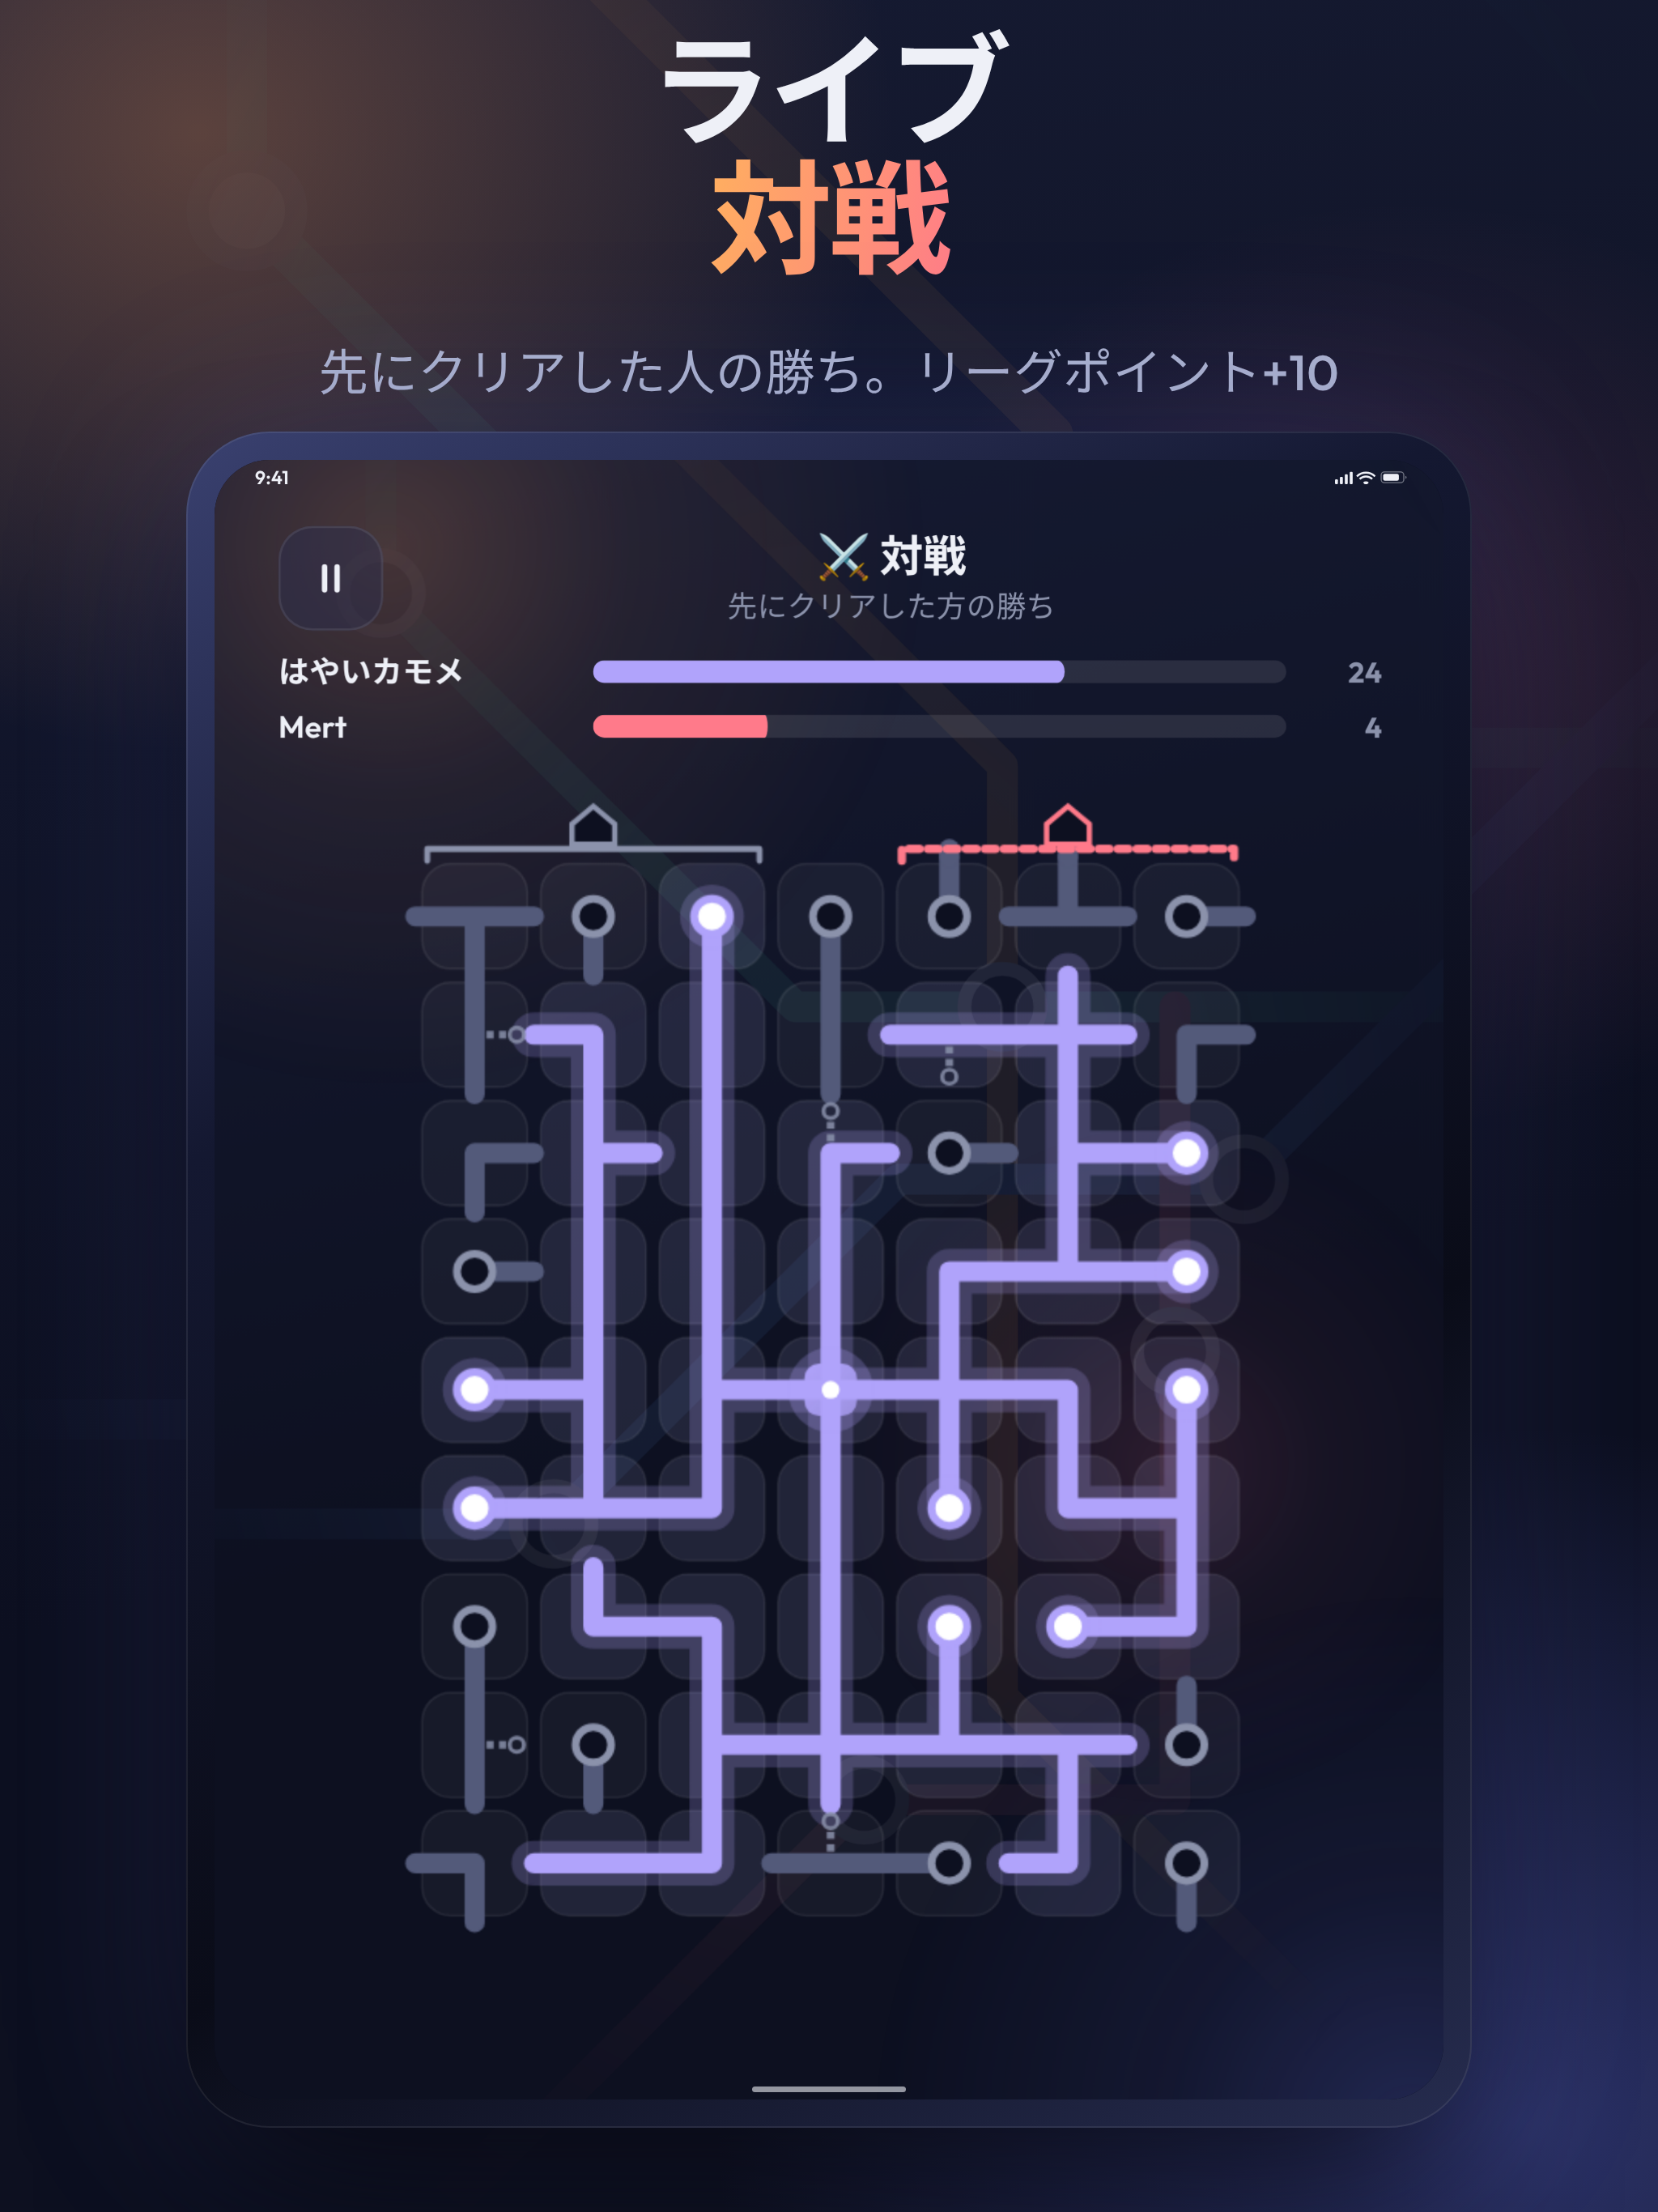 ライブ
対戦
先にクリアした人の勝ち。リーグポイント+10
9:41
⚔️ 対戦
先にクリアした方の勝ち
はやいカモメ 24
Mert 4